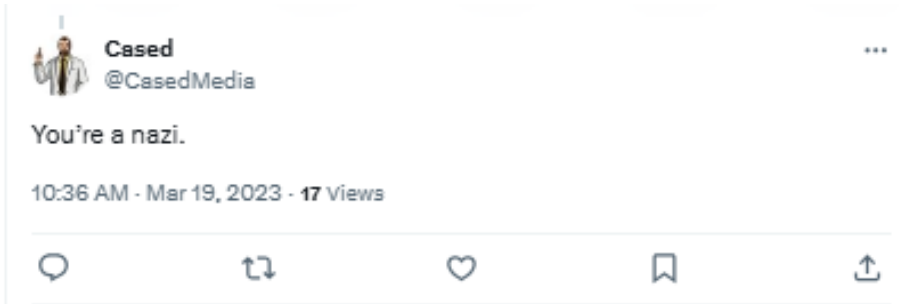 Cased
@CasedMedia
You're a nazi.
10:36 AM · Mar 19, 2023 · 17 Views